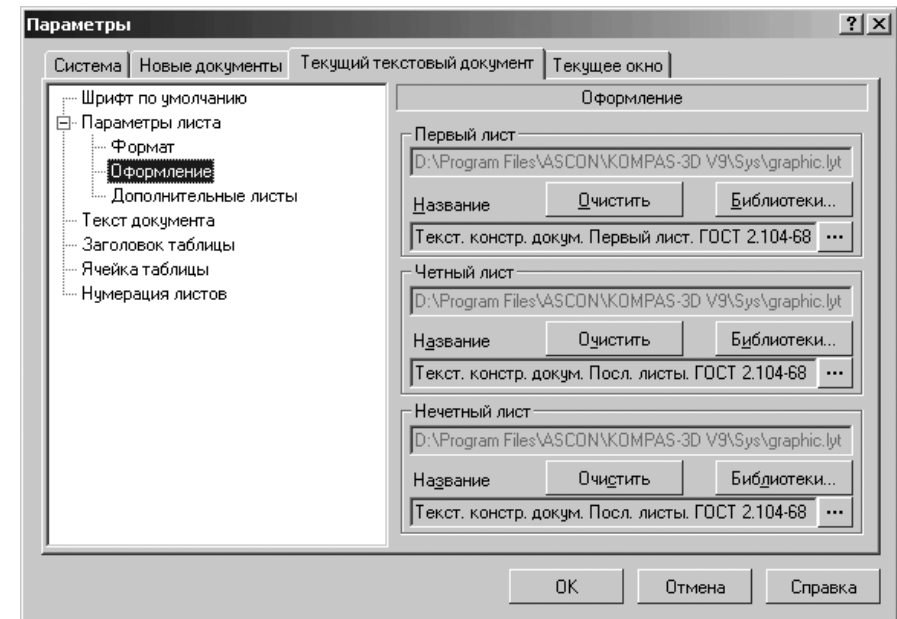 Параметры
Система Новые документы Текущий текстовый документ Текущее окно
Шрифт по умолчанию
Параметры листа
Формат
Оформление
Дополнительные листы
Текст документа
Заголовок таблицы
Ячейка таблицы
Нумерация листов
Оформление
Первый лист
D:\Program Files\ASCON\KOMPAS-3D V9\Sys\graphic.lyt
Название Очистить Библиотеки...
Текст. констр. докум. Первый лист. ГОСТ 2.104-68 ...
Четный лист
D:\Program Files\ASCON\KOMPAS-3D V9\Sys\graphic.lyt
Название Очистить Библиотеки...
Текст. констр. докум. Посл. листы. ГОСТ 2.104-68 ...
Нечетный лист
D:\Program Files\ASCON\KOMPAS-3D V9\Sys\graphic.lyt
Название Очистить Библиотеки...
Текст. констр. докум. Посл. листы. ГОСТ 2.104-68 ...
OK Отмена Справка